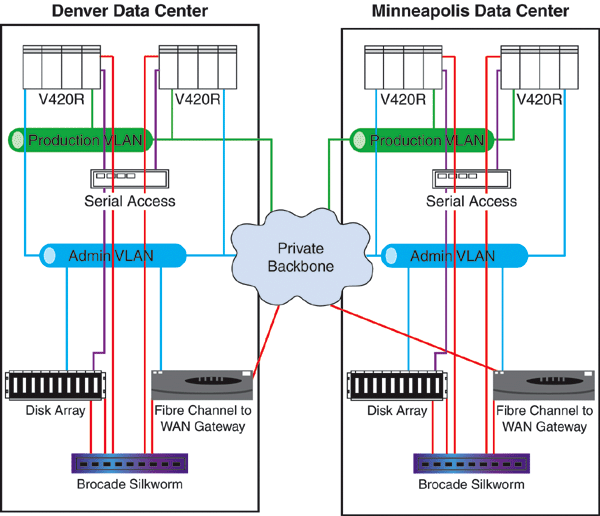 Denver Data Center
Minneapolis Data Center
V420R
V420R
Production VLAN
Serial Access
Admin VLAN
Disk Array
Fibre Channel to
WAN Gateway
Brocade Silkworm
Private
Backbone
V420R
V420R
Production VLAN
Serial Access
Admin VLAN
Disk Array
Fibre Channel to
WAN Gateway
Brocade Silkworm